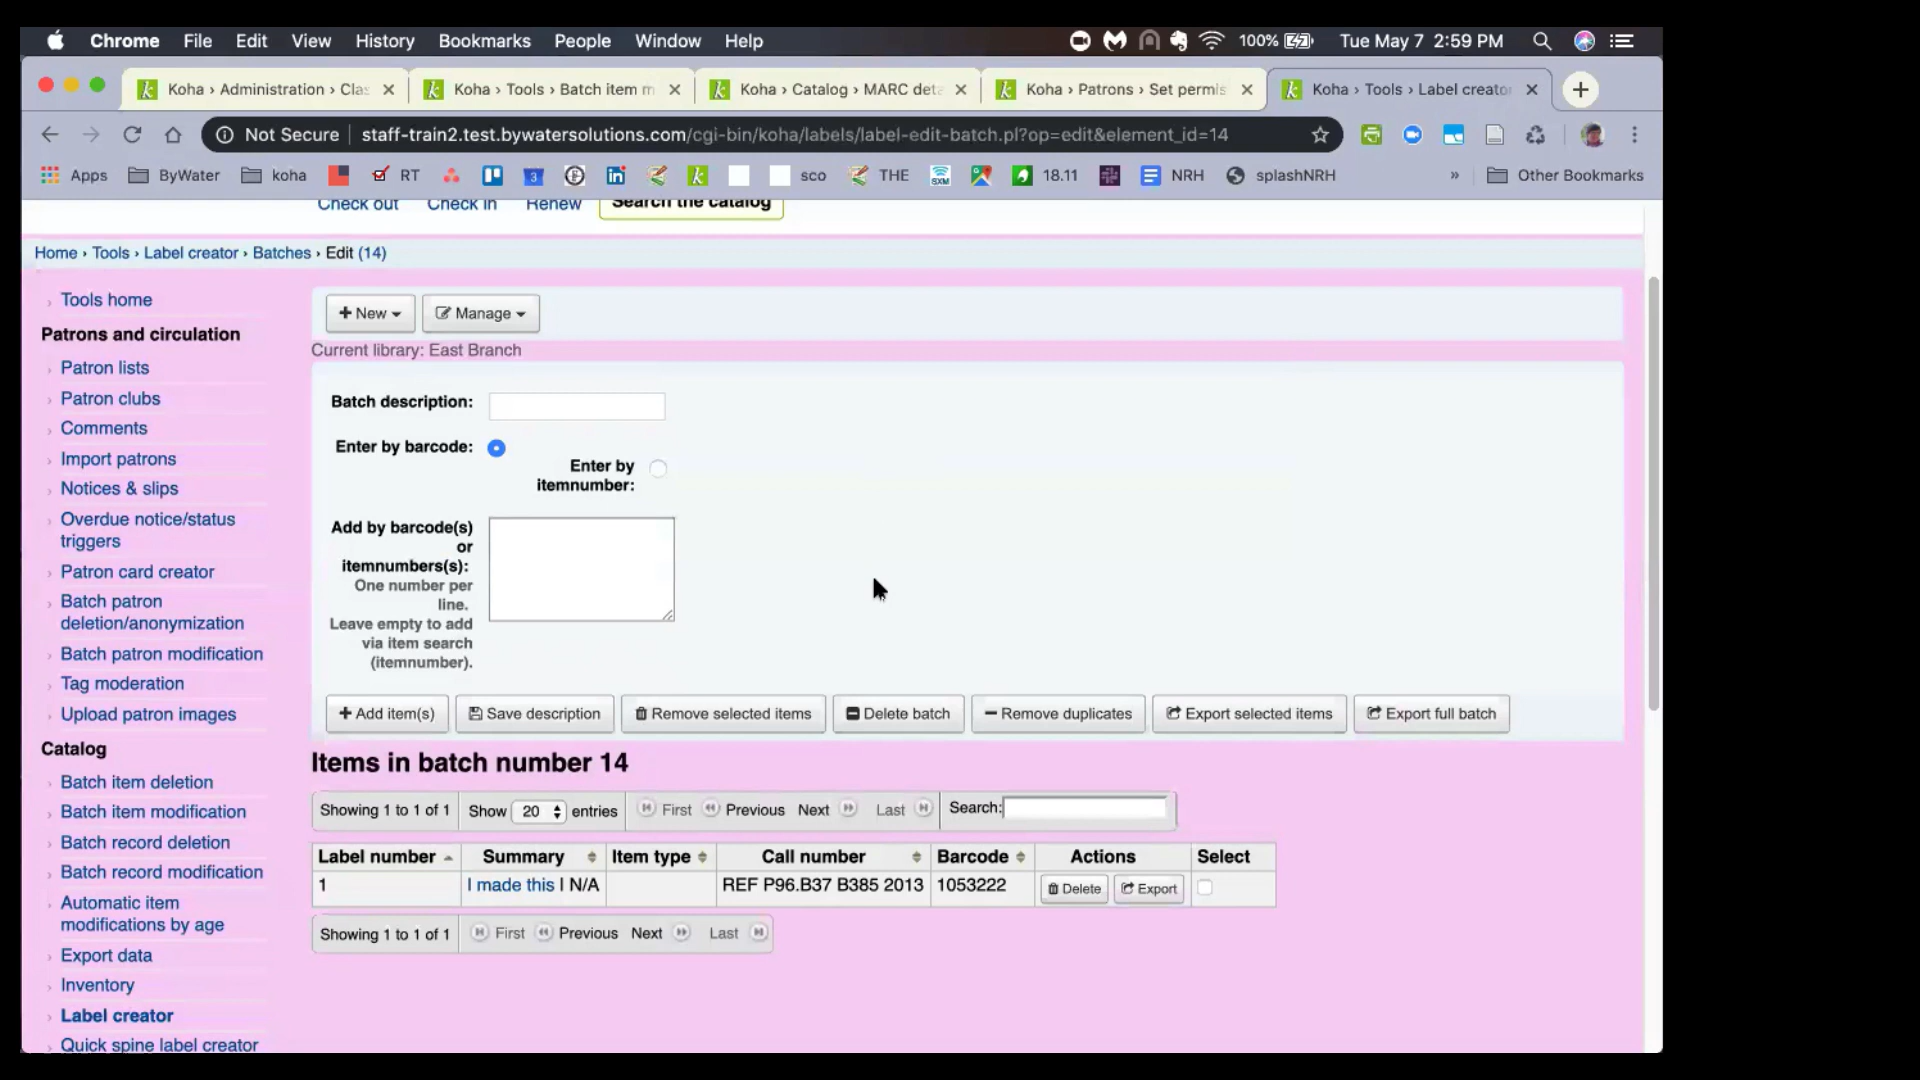 Chrome File Edit View History Bookmarks People Window Help 100% Tue May 7 2:59 PM
Koha › Administration › Clas Koha › Tools › Batch item m Koha › Catalog › MARC deta Koha › Patrons › Set permis Koha › Tools › Label creato
Not Secure staff-train2.test.bywatersolutions.com/cgi-bin/koha/labels/label-edit-batch.pl?op=edit&element_id=14
Apps ByWater koha RT 3 sco THE SXM 18.11 NRH splashNRH » Other Bookmarks
Check out Check in Renew Search the catalog
Home › Tools › Label creator › Batches › Edit (14)
Tools home
Patrons and circulation
Patron lists
Patron clubs
Comments
Import patrons
Notices & slips
Overdue notice/status
triggers
Patron card creator
Batch patron
deletion/anonymization
Batch patron modification
Tag moderation
Upload patron images
Catalog
Batch item deletion
Batch item modification
Batch record deletion
Batch record modification
Automatic item
modifications by age
Export data
Inventory
Label creator
Quick spine label creator
+ New Manage
Current library: East Branch
Batch description:
Enter by barcode:
Enter by
itemnumber:
Add by barcode(s)
or
itemnumbers(s):
One number per
line.
Leave empty to add
via item search
(itemnumber).
+ Add item(s) Save description Remove selected items Delete batch Remove duplicates Export selected items Export full batch
Items in batch number 14
Showing 1 to 1 of 1 Show 20 entries First Previous Next Last Search:
Label number Summary Item type Call number Barcode Actions Select
1 I made this | N/A REF P96.B37 B385 2013 1053222 Delete Export
Showing 1 to 1 of 1 First Previous Next Last